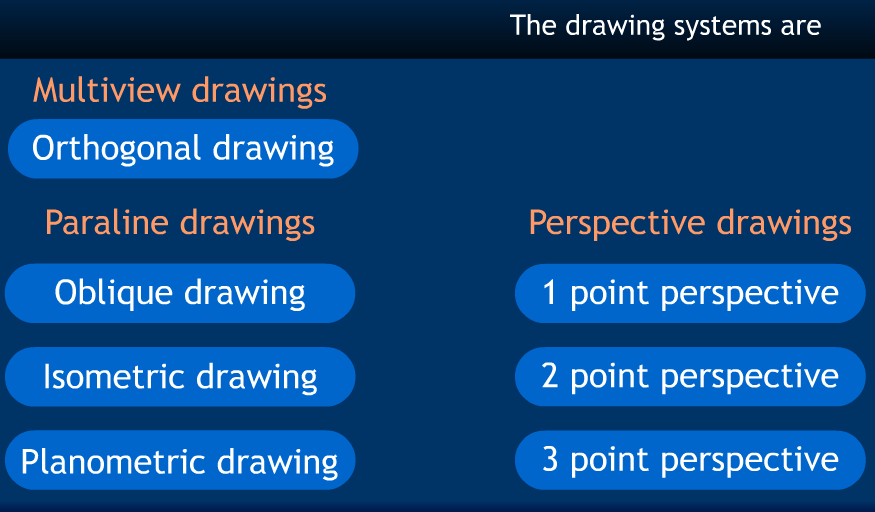 The drawing systems are
Multiview drawings
Orthogonal drawing
Paraline drawings
Oblique drawing
Isometric drawing
Planometric drawing
Perspective drawings
1 point perspective
2 point perspective
3 point perspective